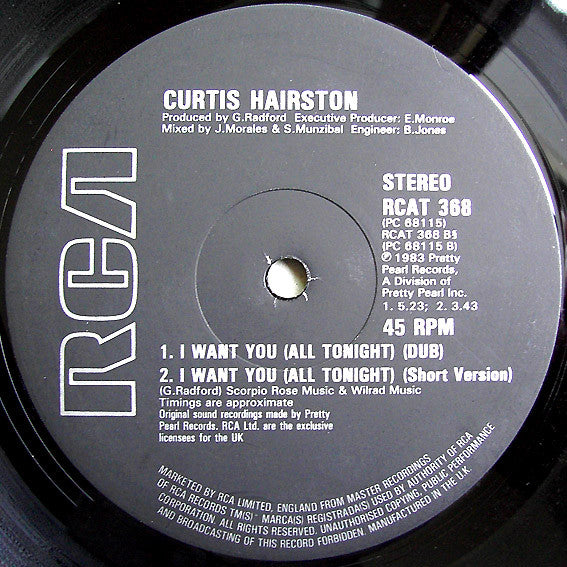 CURTIS HAIRSTON
Produced by G.Radford Executive Producer: E.Monroe
Mixed by J.Morales & S.Munzibal Engineer: B.Jones
RCA
STEREO
RCAT 368
(PC 68115)
RCAT 368 B§
(PC 68115 B)
℗ 1983 Pretty
Pearl Records,
A Division of
Pretty Pearl Inc.
1. 5.23; 2. 3.43
45 RPM
1. I WANT YOU (ALL TONIGHT) (DUB)
2. I WANT YOU (ALL TONIGHT) (Short Version)
(G.Radford) Scorpio Rose Music & Wilrad Music
Timings are approximate
Original sound recordings made by Pretty
Pearl Records. RCA Ltd. are the exclusive
licensees for the UK
MARKETED BY RCA LIMITED, ENGLAND FROM MASTER RECORDINGS
OF RCA RECORDS TM(S) - MARCA(S) REGISTRADA(S) USED BY AUTHORITY OF RCA
CORPORATION. ALL RIGHTS RESERVED. UNAUTHORISED COPYING, PUBLIC PERFORMANCE
AND BROADCASTING OF THIS RECORD FORBIDDEN. MANUFACTURED IN THE U.K.